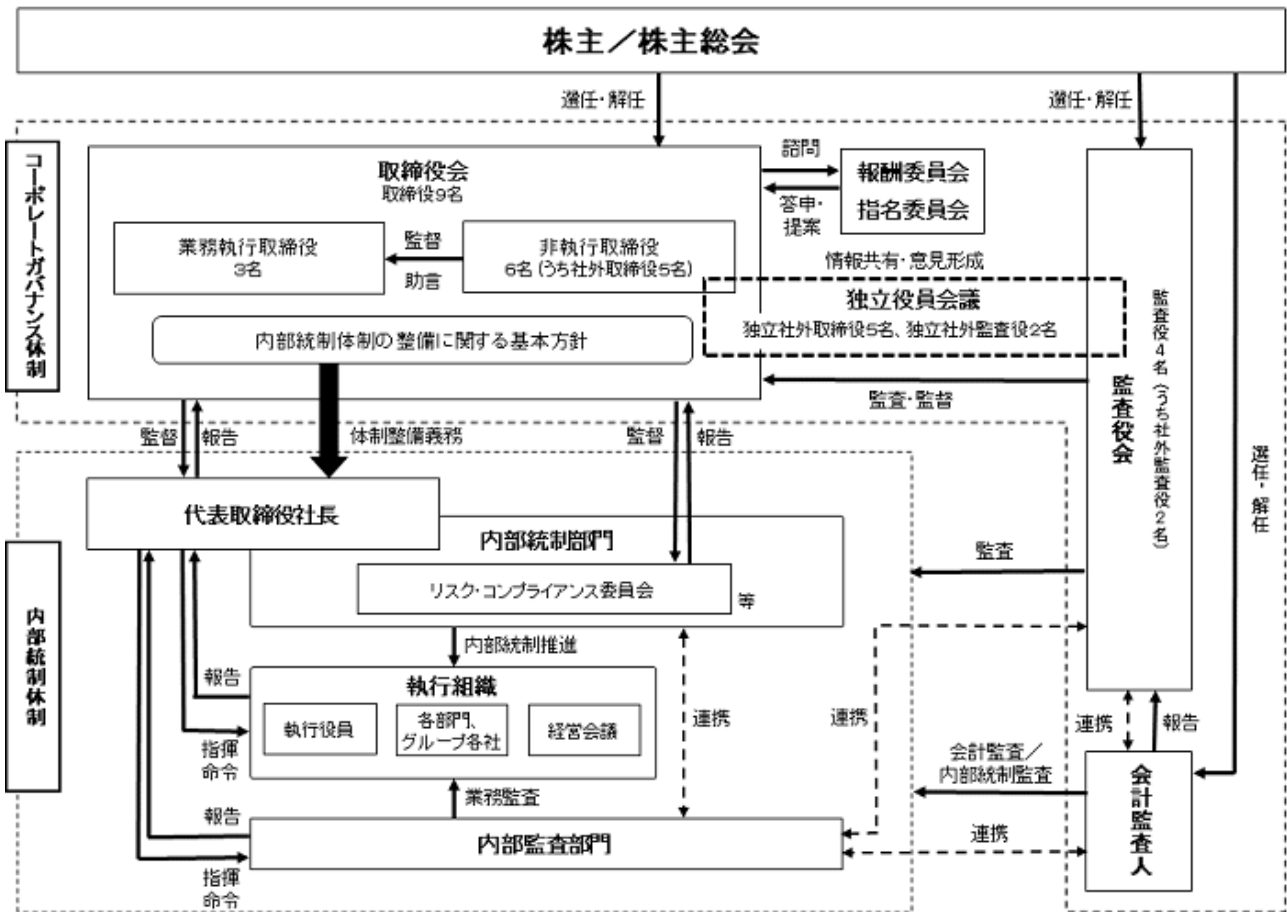 株主／株主総会
選任・解任
選任・解任
選任・解任
コーポレートガバナンス体制
取締役会
取締役9名
業務執行取締役
3名
監督
助言
非執行取締役
6名（うち社外取締役5名）
内部統制体制の整備に関する基本方針
諮問
答申・
提案
報酬委員会
指名委員会
情報共有・意見形成
独立役員会議
独立社外取締役5名、独立社外監査役2名
監査・監督
監査役会
監査役4名（うち社外監査役2名）
監督
報告
体制整備義務
監督
報告
内部統制体制
代表取締役社長
内部統制部門
リスク・コンプライアンス委員会
等
監査
内部統制推進
報告
指揮
命令
執行組織
執行役員
各部門、
グループ各社
経営会議
連携
連携
連携
報告
会計監査／
内部統制監査
業務監査
報告
指揮
命令
内部監査部門
連携
会計監査人